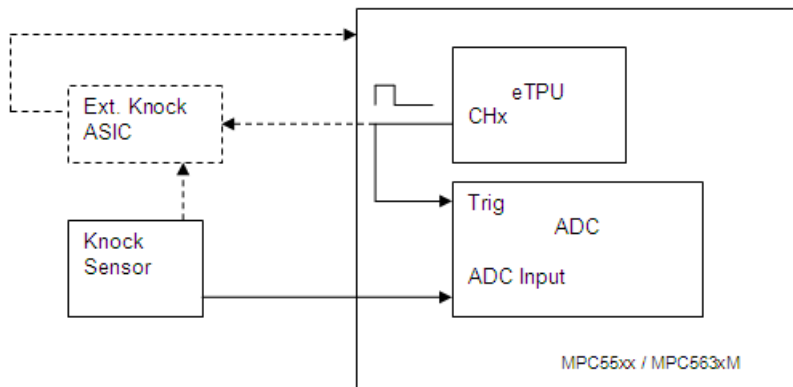 eTPU
CHx
Ext. Knock
ASIC
Trig
ADC
Knock
Sensor
ADC Input
MPC55xx / MPC563xM